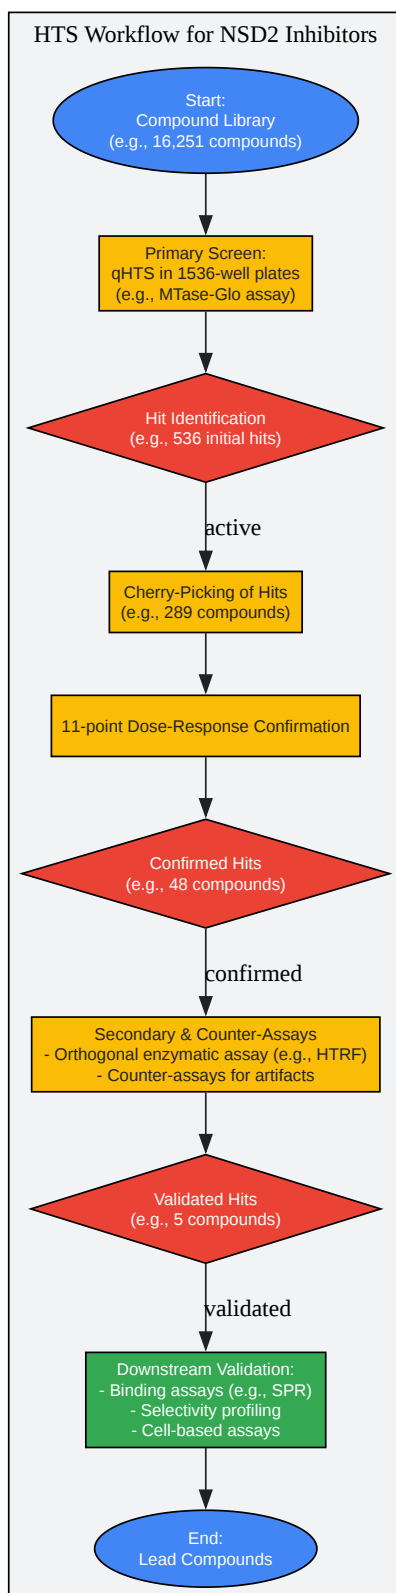 HTS Workflow for NSD2 Inhibitors
Start:
Compound Library
(e.g., 16,251 compounds)
Primary Screen:
qHTS in 1536-well plates
(e.g., MTase-Glo assay)
Hit Identification
(e.g., 536 initial hits)
active
Cherry-Picking of Hits
(e.g., 289 compounds)
11-point Dose-Response Confirmation
Confirmed Hits
(e.g., 48 compounds)
confirmed
Secondary & Counter-Assays
- Orthogonal enzymatic assay (e.g., HTRF)
- Counter-assays for artifacts
Validated Hits
(e.g., 5 compounds)
validated
Downstream Validation:
- Binding assays (e.g., SPR)
- Selectivity profiling
- Cell-based assays
End:
Lead Compounds